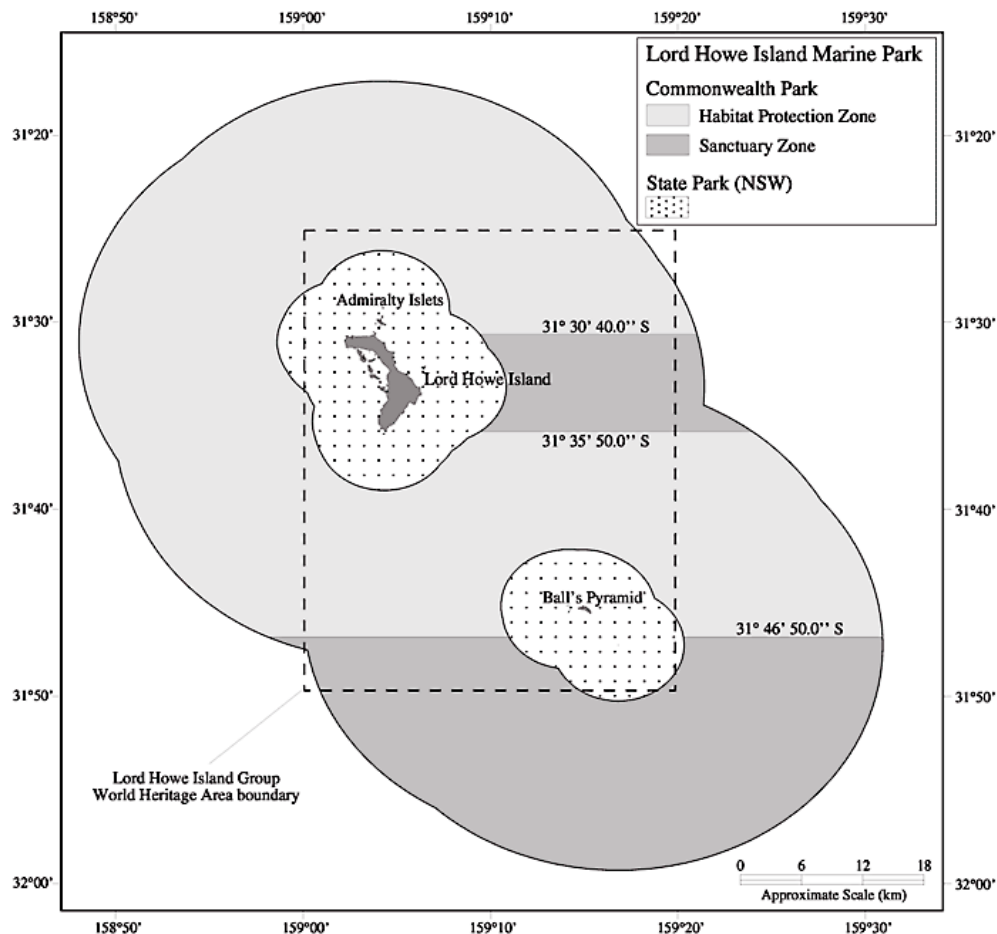 158°50' 159°00' 159°10' 159°20' 159°30'
Lord Howe Island Marine Park
Commonwealth Park
Habitat Protection Zone
Sanctuary Zone
State Park (NSW)
31°20' 31°20'
Admiralty Islets
31°30' 31° 30' 40.0'' S 31°30'
Lord Howe Island
31° 35' 50.0'' S
31°40' 31°40'
'Ball's Pyramid'
31° 46' 50.0'' S
31°50' 31°50'
Lord Howe Island Group
World Heritage Area boundary
0 6 12 18
32°00' 32°00'
Approximate Scale (km)
158°50' 159°00' 159°10' 159°20' 159°30'